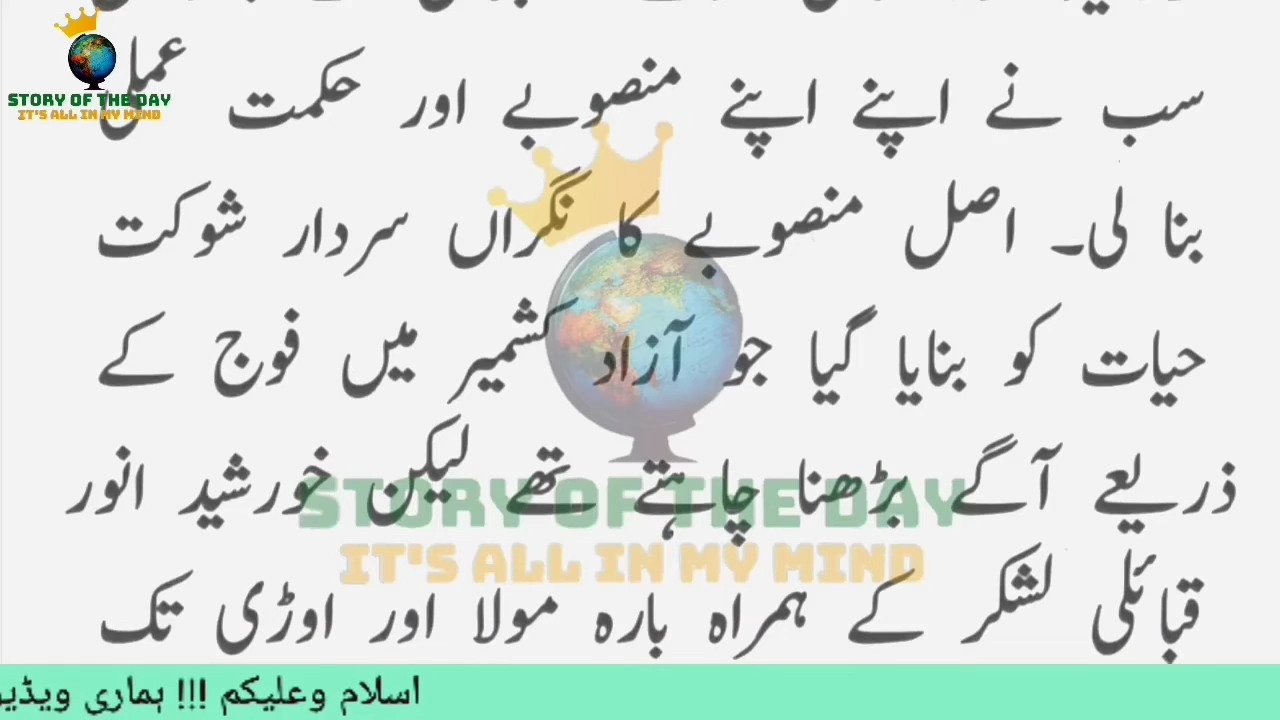 STORY OF THE DAY
IT'S ALL IN MY MIND
سب نے اپنے اپنے منصوبے اور حکمت عملی
بنا لی۔ اصل منصوبے کا نگراں سردار شوکت
حیات کو بنایا گیا جو آزاد کشمیر میں فوج کے
ذریعے آگے بڑھنا چاہتے تھے لیکن خورشید انور
قبائلی لشکر کے ہمراہ بارہ مولا اور اوڑی تک
STORY OF THE DAY
IT'S ALL IN MY MIND
اسلام وعلیکم !!! ہماری ویڈیو